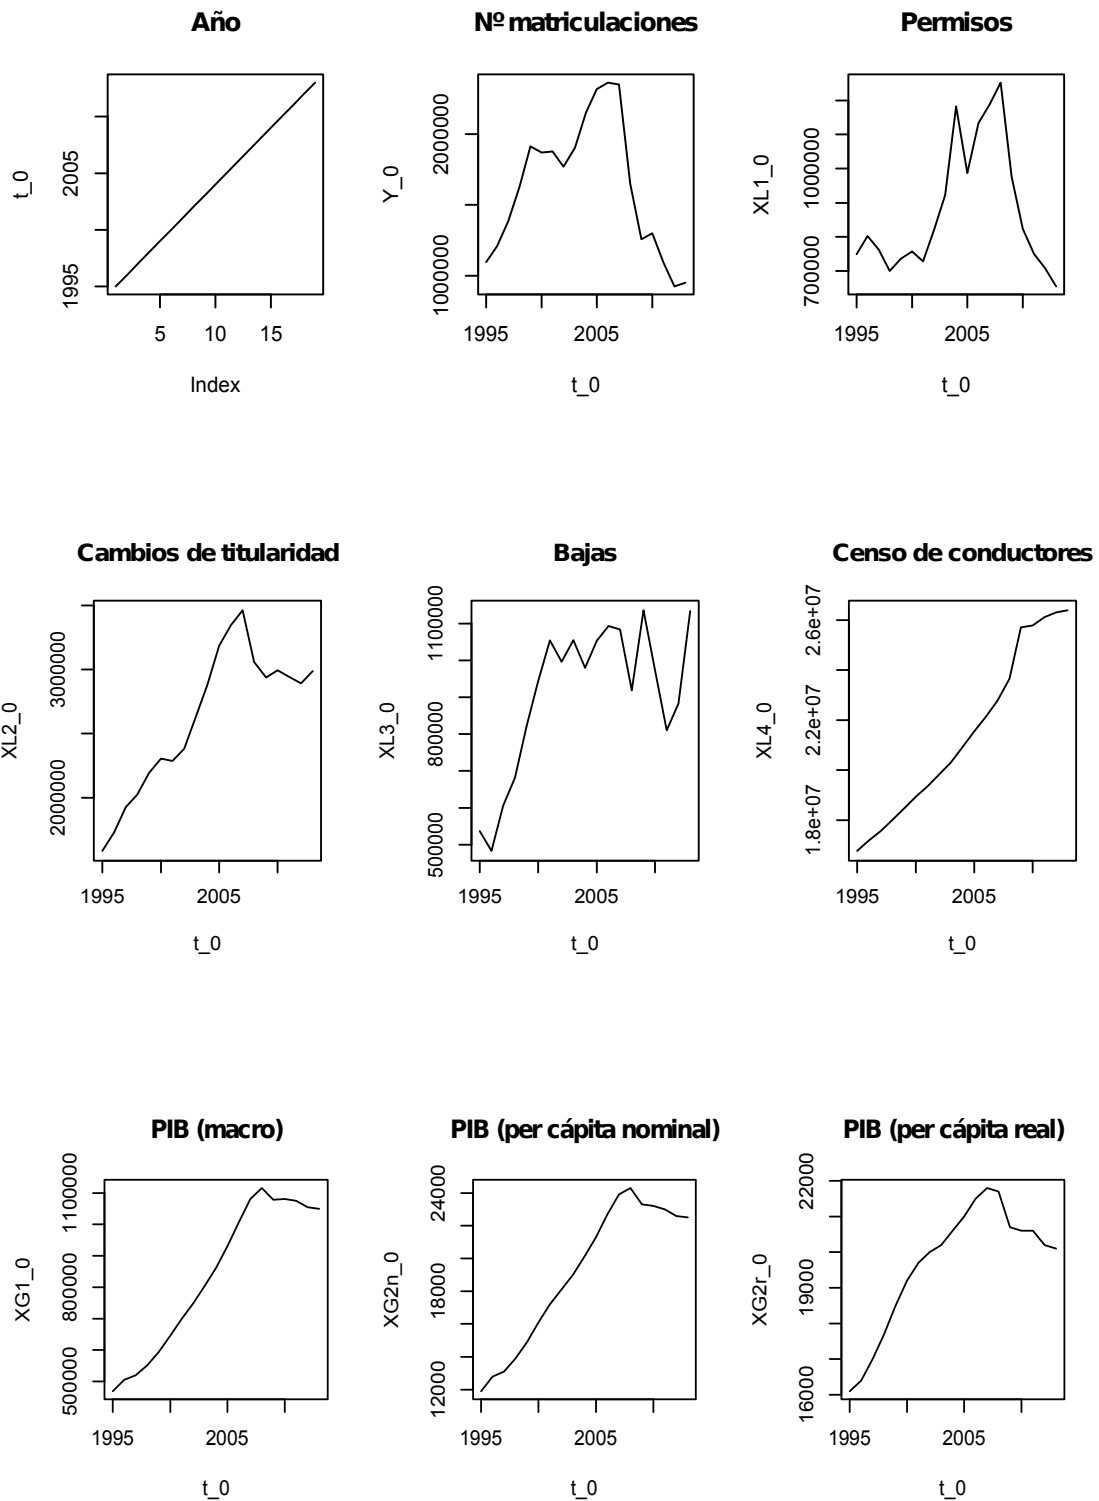 Año
t_0
1995
2005
5
10
15
Index
Nº matriculaciones
Y_0
1000000
2000000
1995
2005
t_0
Permisos
XL1_0
700000
1000000
1995
2005
t_0
Cambios de titularidad
XL2_0
2000000
3000000
1995
2005
t_0
Bajas
XL3_0
500000
800000
1100000
1995
2005
t_0
Censo de conductores
XL4_0
1.8e+07
2.2e+07
2.6e+07
1995
2005
t_0
PIB (macro)
XG1_0
500000
800000
1100000
1995
2005
t_0
PIB (per cápita nominal)
XG2n_0
12000
18000
24000
1995
2005
t_0
PIB (per cápita real)
XG2r_0
16000
19000
22000
1995
2005
t_0